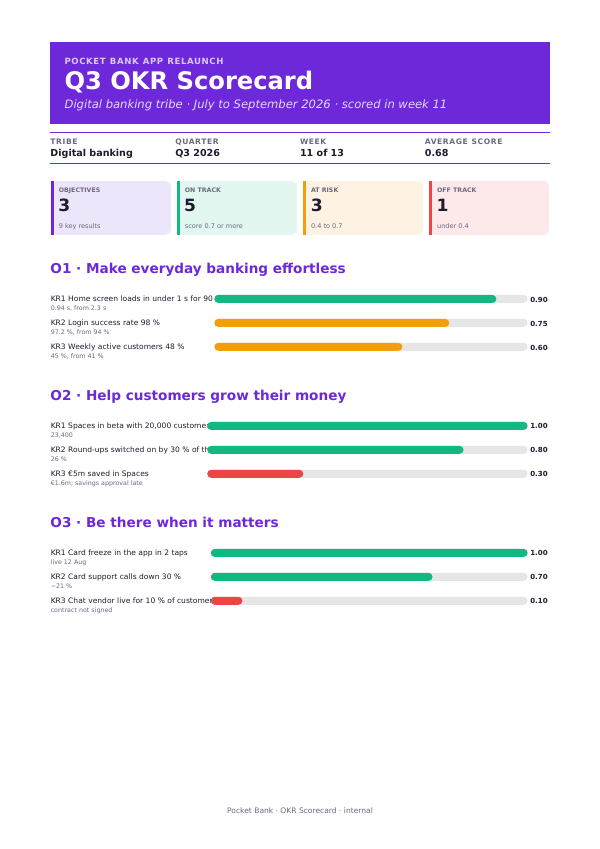 POCKET BANK APP RELAUNCH
Q3 OKR Scorecard
Digital banking tribe · July to September 2026 · scored in week 11
TRIBE QUARTER WEEK AVERAGE SCORE
Digital banking Q3 2026 11 of 13 0.68
OBJECTIVES ON TRACK AT RISK OFF TRACK
3 5 3 1
9 key results score 0.7 or more 0.4 to 0.7 under 0.4
O1 · Make everyday banking effortless
KR1 Home screen loads in under 1 s for 90 0.90
0.94 s, from 2.3 s
KR2 Login success rate 98 % 0.75
97.2 %, from 94 %
KR3 Weekly active customers 48 % 0.60
45 %, from 41 %
O2 · Help customers grow their money
KR1 Spaces in beta with 20,000 custome 1.00
23,400
KR2 Round-ups switched on by 30 % of th 0.80
26 %
KR3 €5m saved in Spaces 0.30
€1.6m; savings approval late
O3 · Be there when it matters
KR1 Card freeze in the app in 2 taps 1.00
live 12 Aug
KR2 Card support calls down 30 % 0.70
−21 %
KR3 Chat vendor live for 10 % of customer 0.10
contract not signed
Pocket Bank · OKR Scorecard · internal